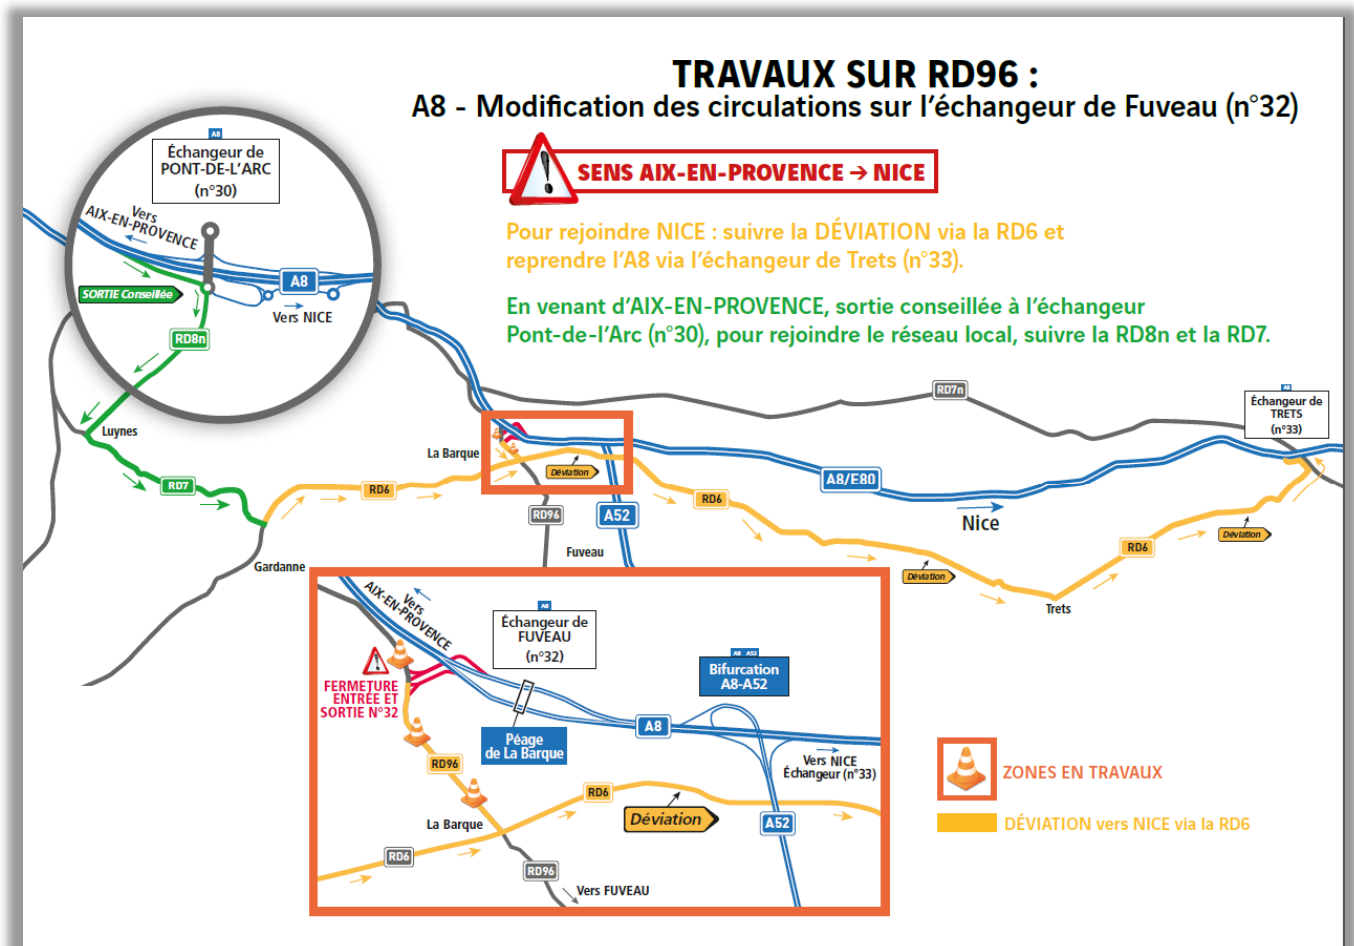 TRAVAUX SUR RD96 :
A8 - Modification des circulations sur l'échangeur de Fuveau (n°32)
SENS AIX-EN-PROVENCE → NICE
Pour rejoindre NICE : suivre la DÉVIATION via la RD6 et
reprendre l'A8 via l'échangeur de Trets (n°33).
En venant d'AIX-EN-PROVENCE, sortie conseillée à l'échangeur
Pont-de-l'Arc (n°30), pour rejoindre le réseau local, suivre la RD8n et la RD7.
A8
Échangeur de
PONT-DE-L'ARC
(n°30)
Vers
AIX-EN-PROVENCE
A8
SORTIE Conseillée
Vers NICE
RD8n
Luynes
RD7
RD6
Gardanne
La Barque
Déviation
RD96
A52
Fuveau
RD7n
A8
Échangeur de
TRETS
(n°33)
A8/E80
Nice
RD6
Déviation
RD6
Déviation
Trets
Vers
AIX-EN-PROVENCE
A8
Échangeur de
FUVEAU
(n°32)
FERMETURE
ENTRÉE ET
SORTIE N°32
A8 A52
Bifurcation
A8-A52
Péage
de La Barque
A8
Vers NICE
Échangeur (n°33)
RD96
RD6
Déviation
A52
La Barque
RD6
RD96
Vers FUVEAU
ZONES EN TRAVAUX
DÉVIATION vers NICE via la RD6